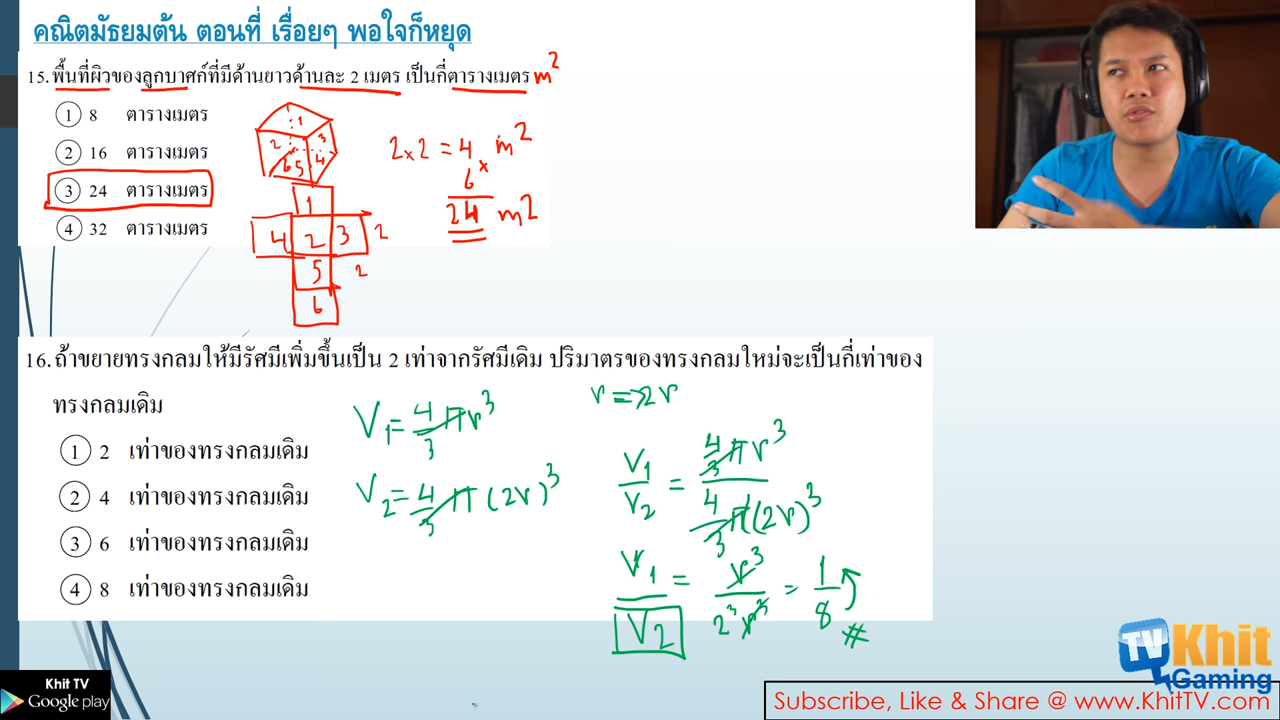 คณิตมัธยมต้น ตอนที่ เรื่อยๆ พอใจก็หยุด
15. พื้นที่ผิวของลูกบาศก์ที่มีด้านยาวด้านละ 2 เมตร เป็นกี่ตารางเมตร m²
1 8 ตารางเมตร
2 16 ตารางเมตร
3 24 ตารางเมตร
4 32 ตารางเมตร
1
2 3
6 5 4
1
4 2 3 2
5 2
6
2×2 = 4 m²
6 ×
24 m2
16. ถ้าขยายทรงกลมให้มีรัศมีเพิ่มขึ้นเป็น 2 เท่าจากรัศมีเดิม ปริมาตรของทรงกลมใหม่จะเป็นกี่เท่าของ
ทรงกลมเดิม
1 2 เท่าของทรงกลมเดิม
2 4 เท่าของทรงกลมเดิม
3 6 เท่าของทรงกลมเดิม
4 8 เท่าของทรงกลมเดิม
V₁ = 4/3 πr³
V₂ = 4/3 π(2r)³
r => 2r
V₁/V₂ = 4/3 πr³ / 4/3 π(2r)³
V₁/V2 = r³/2³r³ = 1/8 #
TV Khit
Gaming
Khit TV
Google play
Subscribe, Like & Share @ www.KhitTV.com